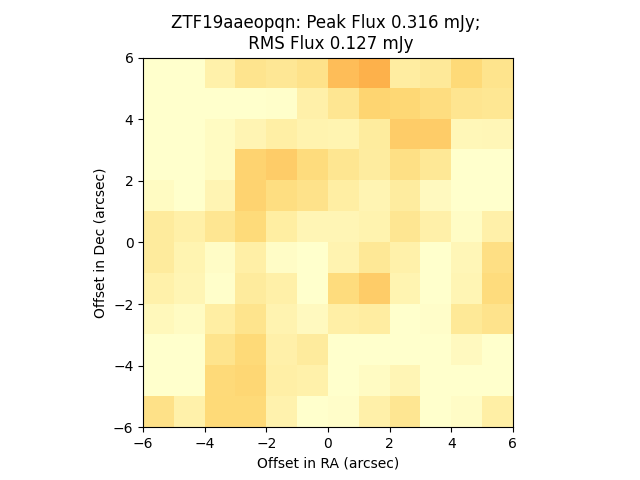 ZTF19aaeopqn: Peak Flux 0.316 mJy;
RMS Flux 0.127 mJy
6
4
2
0
−2
−4
−6
Offset in Dec (arcsec)
−6 −4 −2 0 2 4 6
Offset in RA (arcsec)